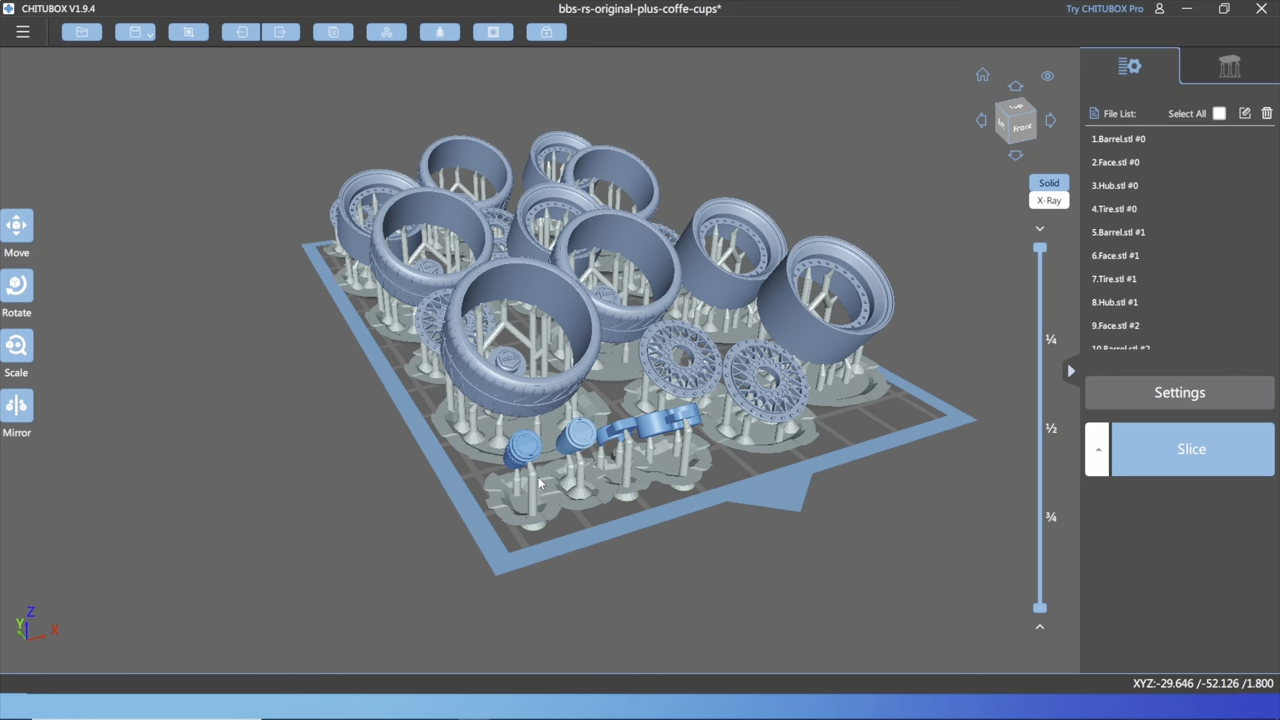 CHITUBOX V1.9.4
bbs-rs-original-plus-coffe-cups*
Try CHITUBOX Pro
Top
Front
Solid
X-Ray
Move
Rotate
Scale
Mirror
1/4
1/2
3/4
File List:
Select All
1.Barrel.stl #0
2.Face.stl #0
3.Hub.stl #0
4.Tire.stl #0
5.Barrel.stl #1
6.Face.stl #1
7.Tire.stl #1
8.Hub.stl #1
9.Face.stl #2
10.Barrel.stl #2
Settings
Slice
Z
Y
X
XYZ:-29.646 /-52.126 /1.800